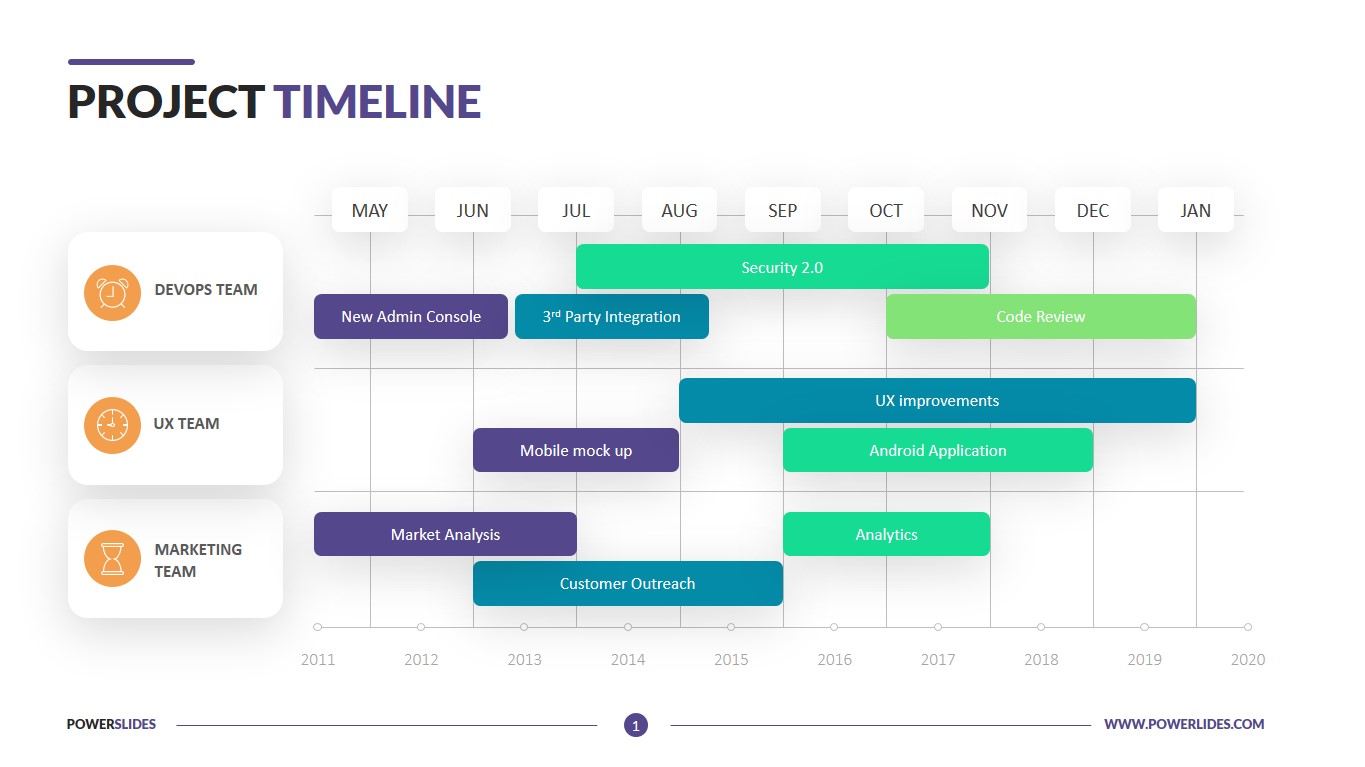 PROJECT TIMELINE
MAY JUN JUL AUG SEP OCT NOV DEC JAN
DEVOPS TEAM
Security 2.0
New Admin Console 3rd Party Integration Code Review
UX TEAM
UX improvements
Mobile mock up Android Application
MARKETING
TEAM
Market Analysis Analytics
Customer Outreach
2011 2012 2013 2014 2015 2016 2017 2018 2019 2020
POWERSLIDES 1 WWW.POWERLIDES.COM